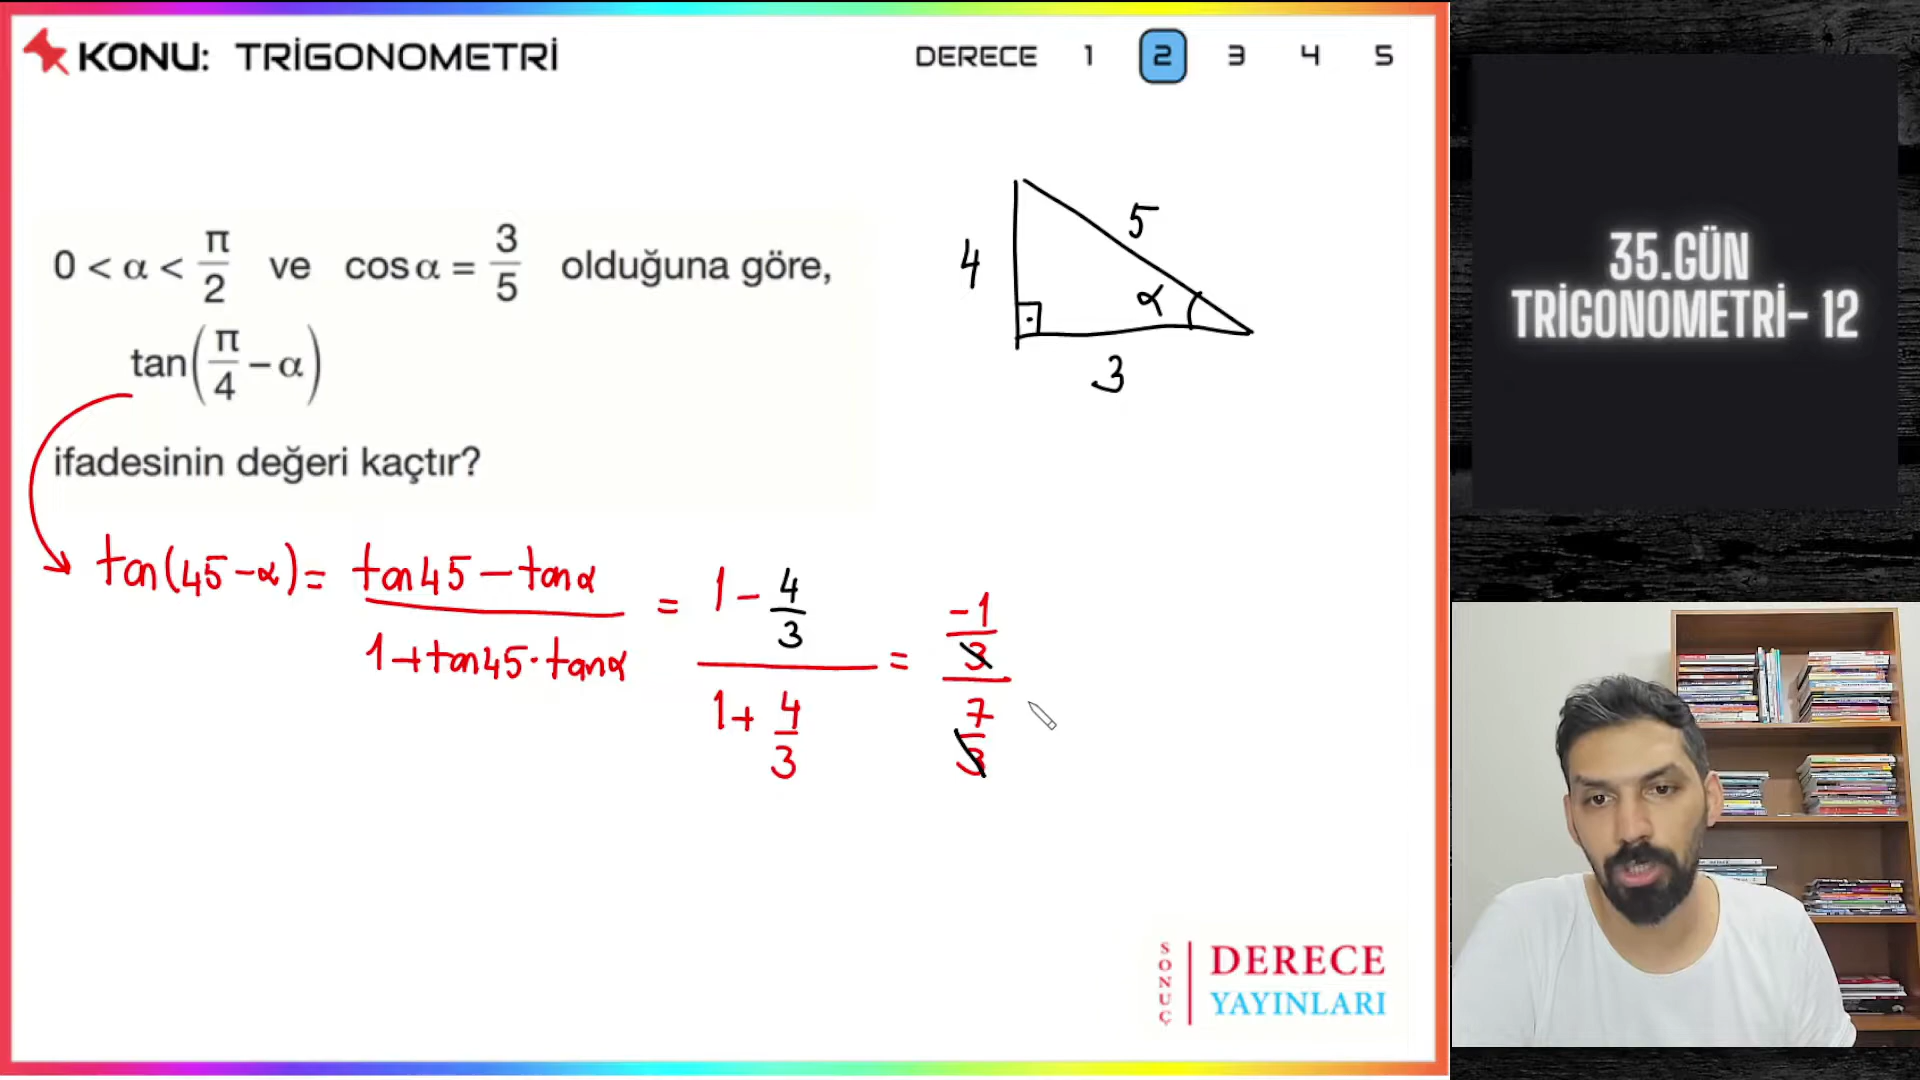 KONU: TRİGONOMETRİ
DERECE 1 2 3 4 5
0 < α < π/2 ve cos α = 3/5 olduğuna göre,
tan(π/4 − α)
ifadesinin değeri kaçtır?
4
5
α
3
tan(45-α) = tan45 - tanα / 1+tan45·tanα = 1 - 4/3 / 1 + 4/3 = -1/3 / 7/3
35.GÜN
TRİGONOMETRİ- 12
SONUÇ
DERECE
YAYINLARI